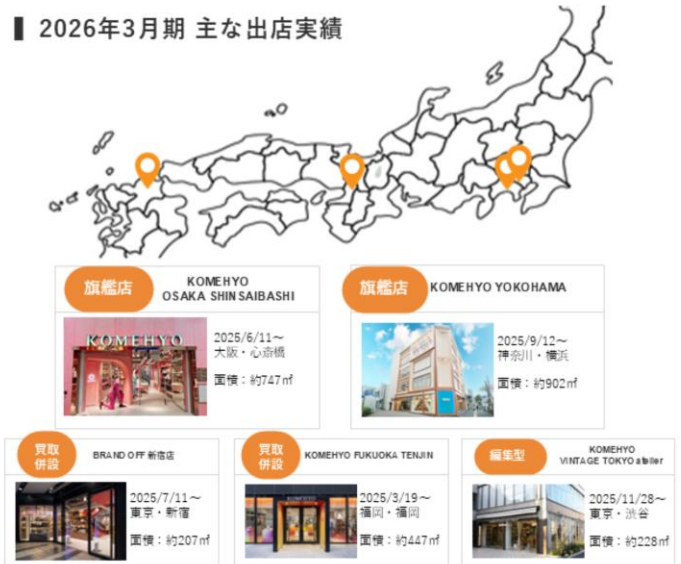 2026年3月期 主な出店実績
旗艦店
KOMEHYO
OSAKA SHINSAIBASHI
KOMEHYO
2025/6/11~
大阪・心斎橋
面積：約747㎡
旗艦店
KOMEHYO YOKOHAMA
2025/9/12~
神奈川・横浜
面積：約902㎡
買取
併設
BRAND OFF 新宿店
2025/7/11~
東京・新宿
面積：約207㎡
買取
併設
KOMEHYO FUKUOKA TENJIN
KOMEHYO
2025/3/19~
福岡・福岡
面積：約447㎡
編集型
KOMEHYO
VINTAGE TOKYO atelier
2025/11/28~
東京・渋谷
面積：約228㎡